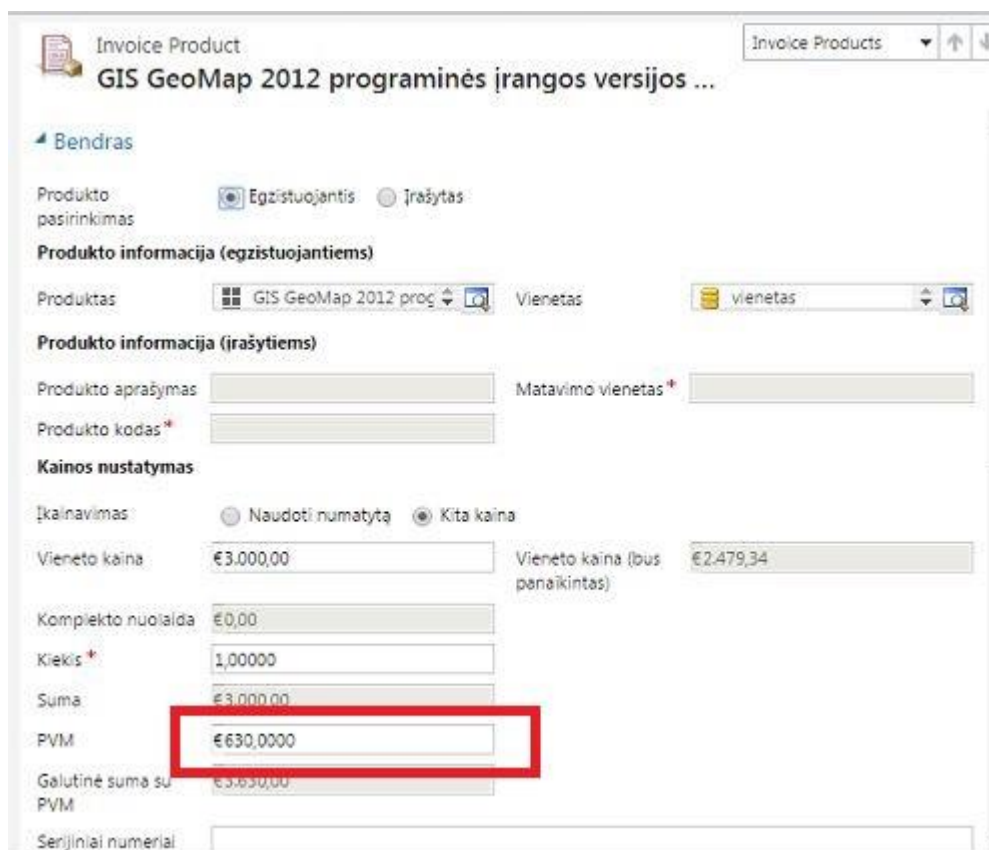 Invoice Product
Invoice Products
GIS GeoMap 2012 programinės įrangos versijos ...
Bendras
Produkto pasirinkimas
Egzistuojantis Įrašytas
Produkto informacija (egzistuojantiems)
Produktas GIS GeoMap 2012 prog Vienetas vienetas
Produkto informacija (įrašytiems)
Produkto aprašymas Matavimo vienetas*
Produkto kodas*
Kainos nustatymas
Įkainavimas Naudoti numatytą Kita kaina
Vieneto kaina €3.000,00 Vieneto kaina (bus panaikintas) €2.479,34
Komplekto nuolaida €0,00
Kiekis* 1,00000
Suma €3.000,00
PVM €630,0000
Galutinė suma su PVM €3.630,00
Serijiniai numeriai